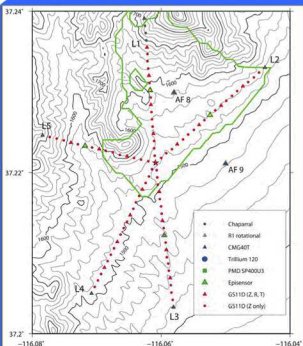 37.24°
L1
L2
AF 8
L5
37.22°
AF 9
Chaparral
R1 rotational
CMG40T
Trillium 120
PMD SP400U3
Episensor
GS11D (Z, R, T)
GS11D (Z only)
L4
L3
37.2°
-116.08°
-116.06°
-116.04°